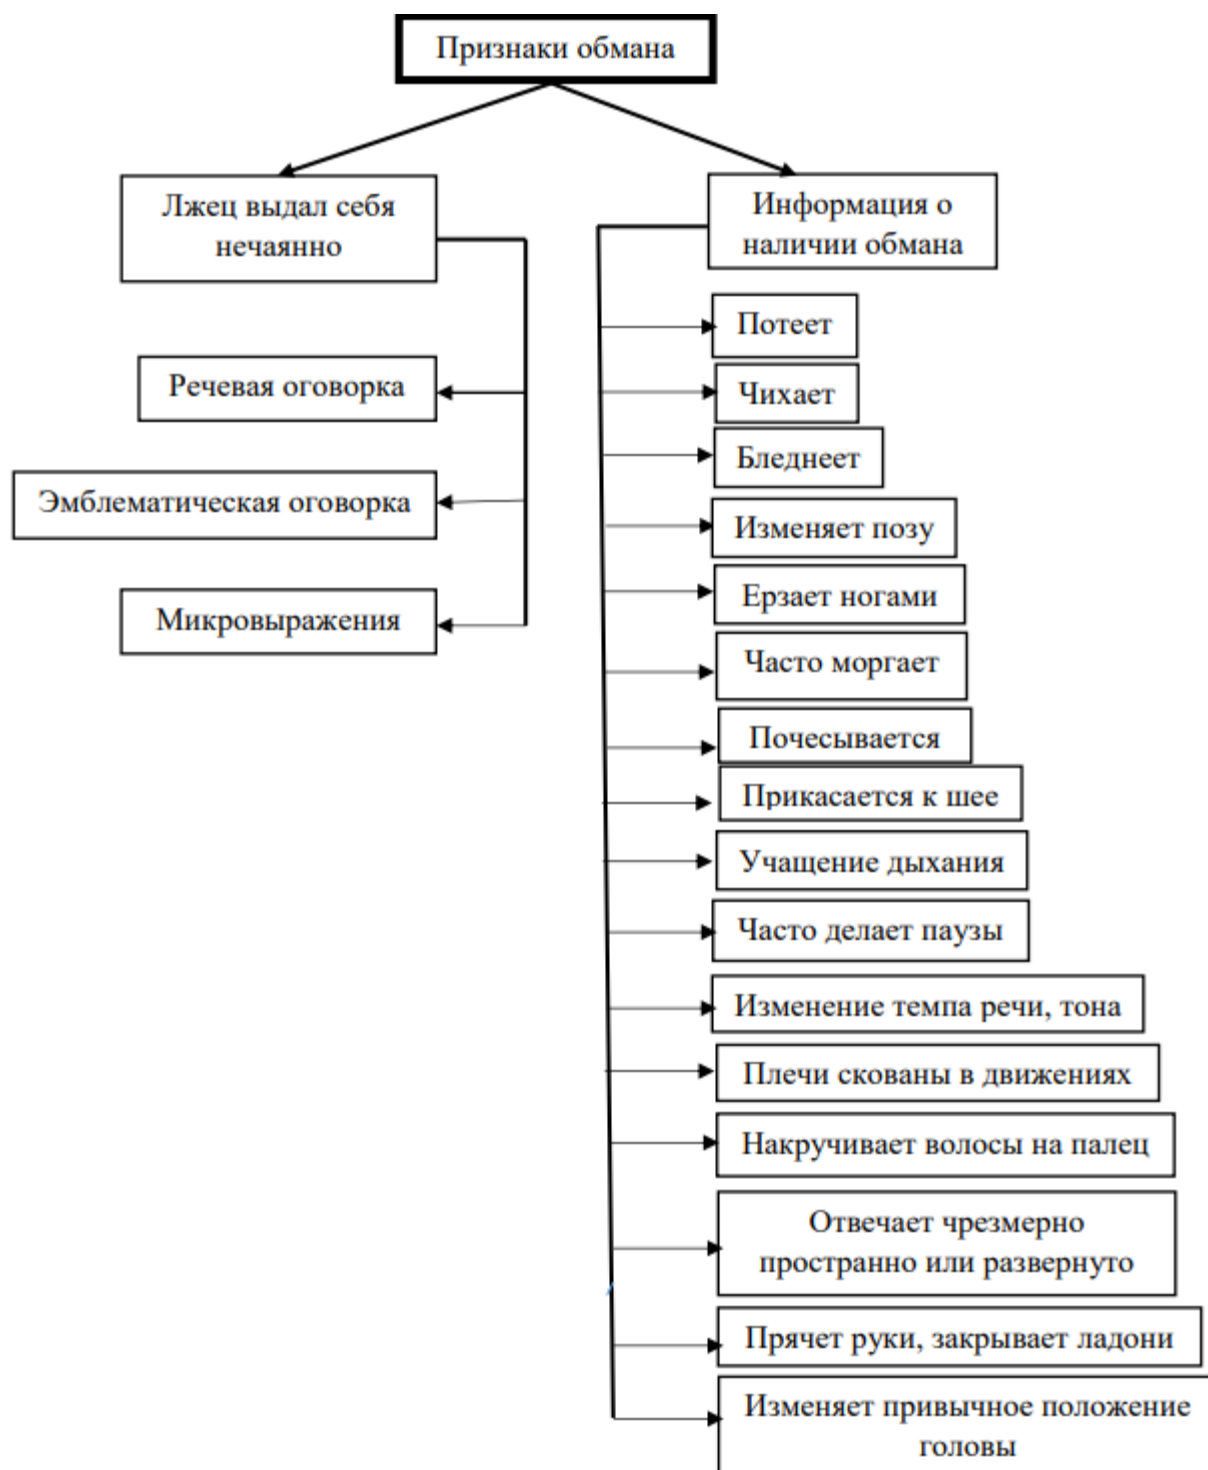 Признаки обмана
Лжец выдал себя
нечаянно
Речевая оговорка
Эмблематическая оговорка
Микровыражения
Информация о
наличии обмана
Потеет
Чихает
Бледнеет
Изменяет позу
Ерзает ногами
Часто моргает
Почесывается
Прикасается к шее
Учащение дыхания
Часто делает паузы
Изменение темпа речи, тона
Плечи скованы в движениях
Накручивает волосы на палец
Отвечает чрезмерно
пространно или развернуто
Прячет руки, закрывает ладони
Изменяет привычное положение
головы